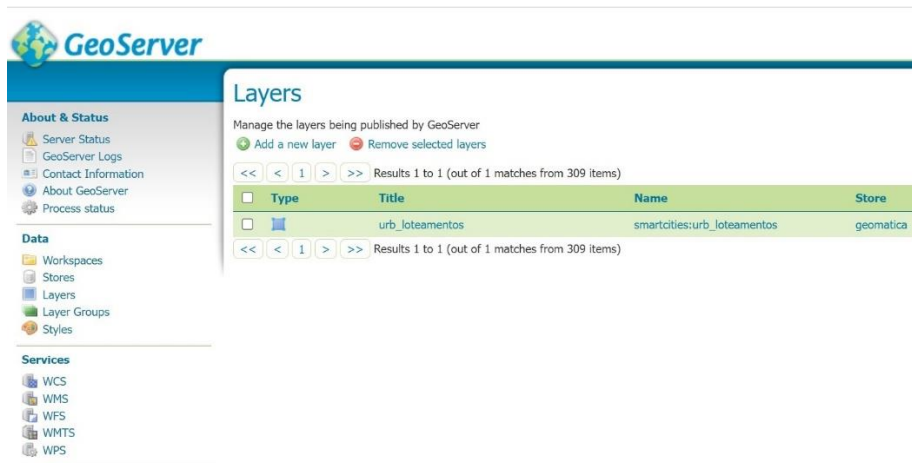 GeoServer
Layers
Manage the layers being published by GeoServer
Add a new layer Remove selected layers
<< < 1 > >> Results 1 to 1 (out of 1 matches from 309 items)
Type Title Name Store
urb_loteamentos smartcities:urb_loteamentos geomatica
<< < 1 > >> Results 1 to 1 (out of 1 matches from 309 items)
About & Status
Server Status
GeoServer Logs
Contact Information
About GeoServer
Process status
Data
Workspaces
Stores
Layers
Layer Groups
Styles
Services
WCS
WMS
WFS
WMTS
WPS